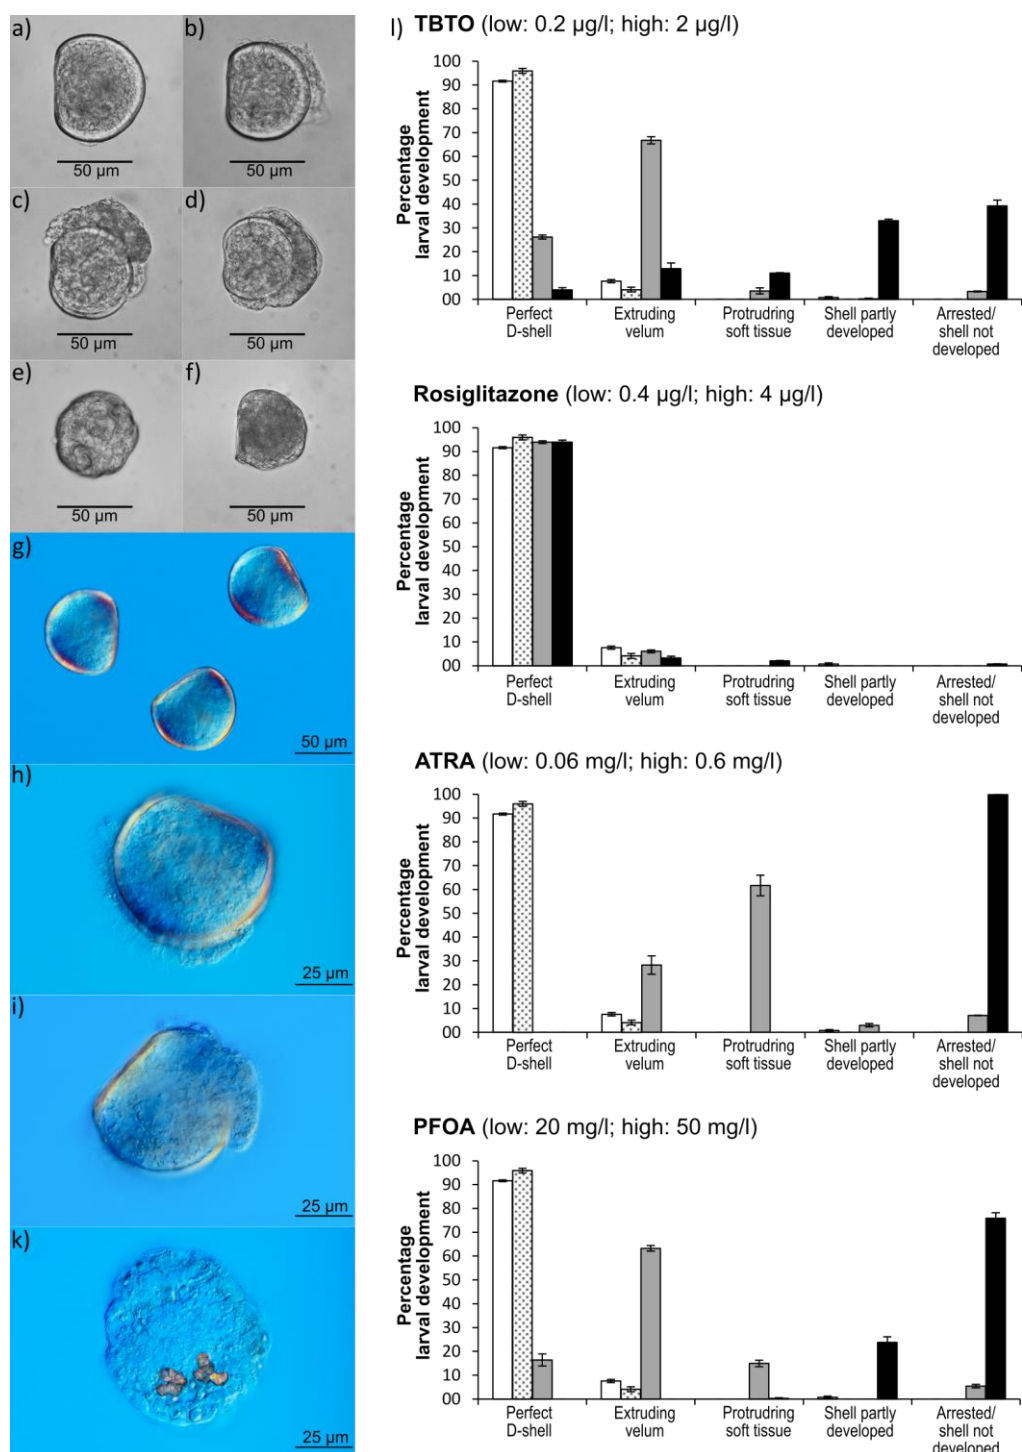 a)
b)
50 µm
50 µm
c)
d)
50 µm
50 µm
e)
f)
50 µm
50 µm
g)
50 µm
h)
25 µm
i)
25 µm
k)
25 µm
l) TBTO (low: 0.2 µg/l; high: 2 µg/l)
Percentage
larval development
100
90
80
70
60
50
40
30
20
10
00
Perfect
D-shell
Extruding
velum
Protrudring
soft tissue
Shell partly
developed
Arrested/
shell not
developed
Rosiglitazone (low: 0.4 µg/l; high: 4 µg/l)
Percentage
larval development
100
90
80
70
60
50
40
30
20
10
00
Perfect
D-shell
Extruding
velum
Protrudring
soft tissue
Shell partly
developed
Arrested/
shell not
developed
ATRA (low: 0.06 mg/l; high: 0.6 mg/l)
Percentage
larval development
100
90
80
70
60
50
40
30
20
10
00
Perfect
D-shell
Extruding
velum
Protrudring
soft tissue
Shell partly
developed
Arrested/
shell not
developed
PFOA (low: 20 mg/l; high: 50 mg/l)
Percentage
larval development
100
90
80
70
60
50
40
30
20
10
00
Perfect
D-shell
Extruding
velum
Protrudring
soft tissue
Shell partly
developed
Arrested/
shell not
developed